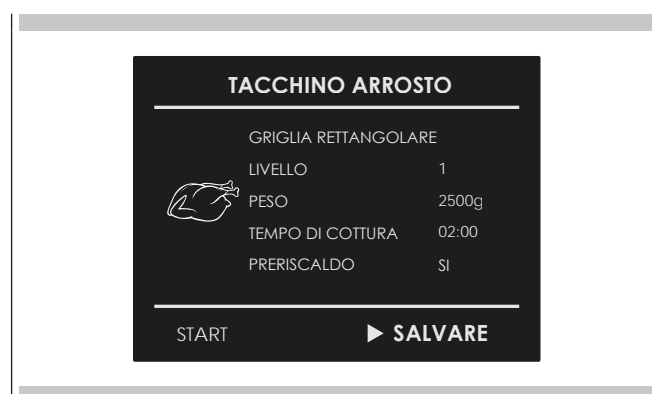 TACCHINO ARROSTO
GRIGLIA RETTANGOLARE
LIVELLO 1
PESO 2500g
TEMPO DI COTTURA 02:00
PRERISCALDO SI
START ▶ SALVARE